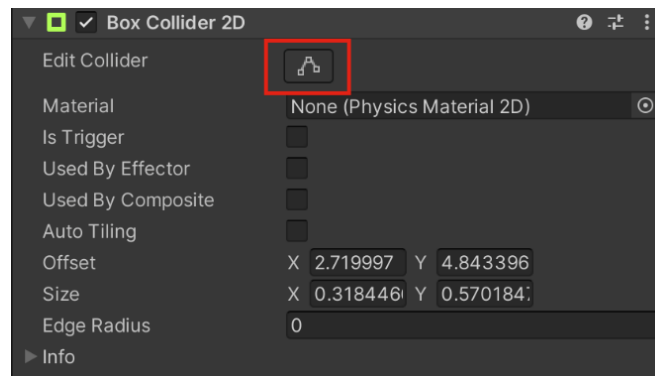 Box Collider 2D
Edit Collider
Material None (Physics Material 2D)
Is Trigger
Used By Effector
Used By Composite
Auto Tiling
Offset X 2.719997 Y 4.843396
Size X 0.318446 Y 0.570184
Edge Radius 0
Info